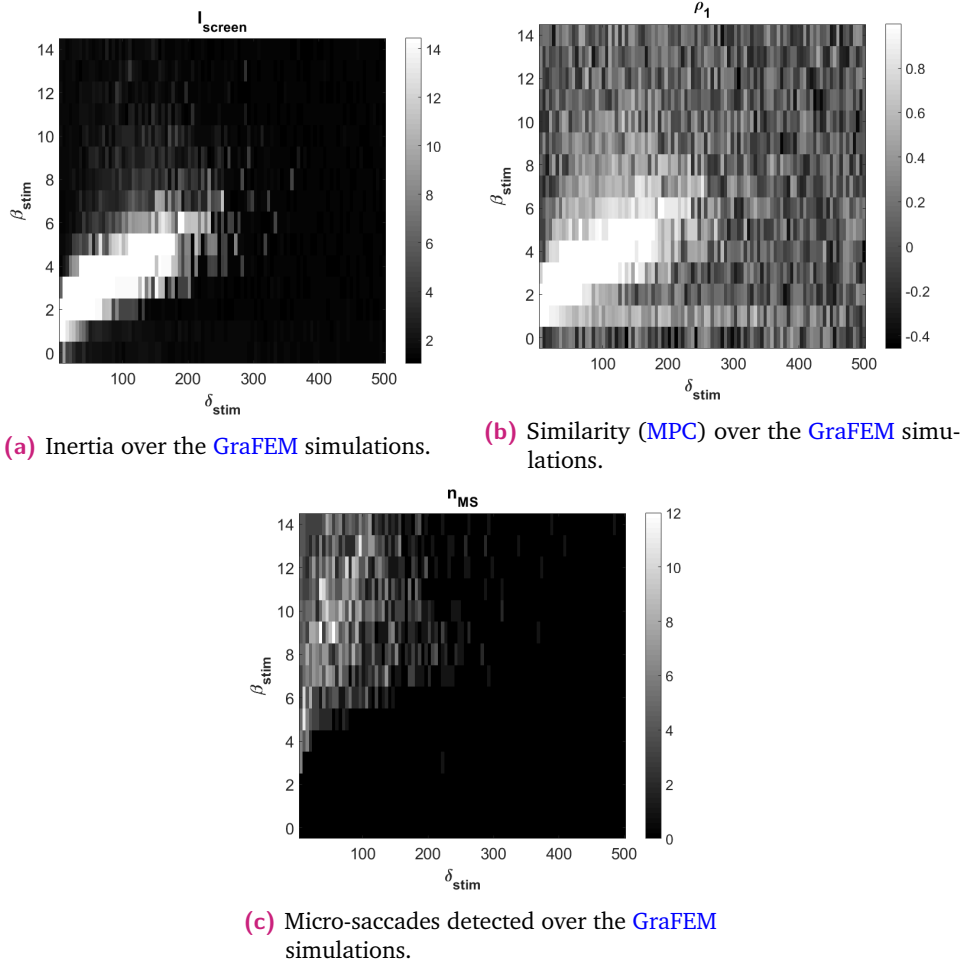 I_screen
14
12
10
8
6
4
2
0
β_stim
100 200 300 400 500
δ_stim
14
12
10
8
6
4
2
(a) Inertia over the GraFEM simulations.
ρ_1
14
12
10
8
6
4
2
0
β_stim
100 200 300 400 500
δ_stim
0.8
0.6
0.4
0.2
0
-0.2
-0.4
(b) Similarity (MPC) over the GraFEM simu-
lations.
n_MS
14
12
10
8
6
4
2
0
β_stim
100 200 300 400 500
δ_stim
12
10
8
6
4
2
0
(c) Micro-saccades detected over the GraFEM
simulations.